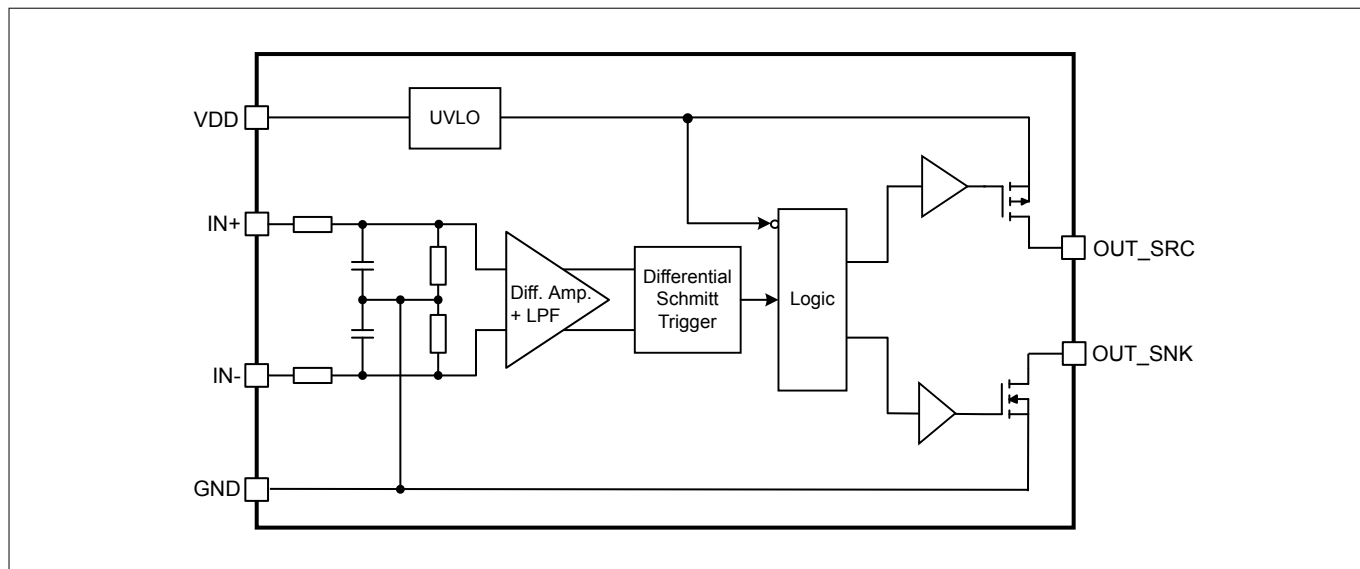 VDD
UVLO
IN+
Diff. Amp.
+ LPF
Differential
Schmitt
Trigger
Logic
OUT_SRC
OUT_SNK
IN-
GND